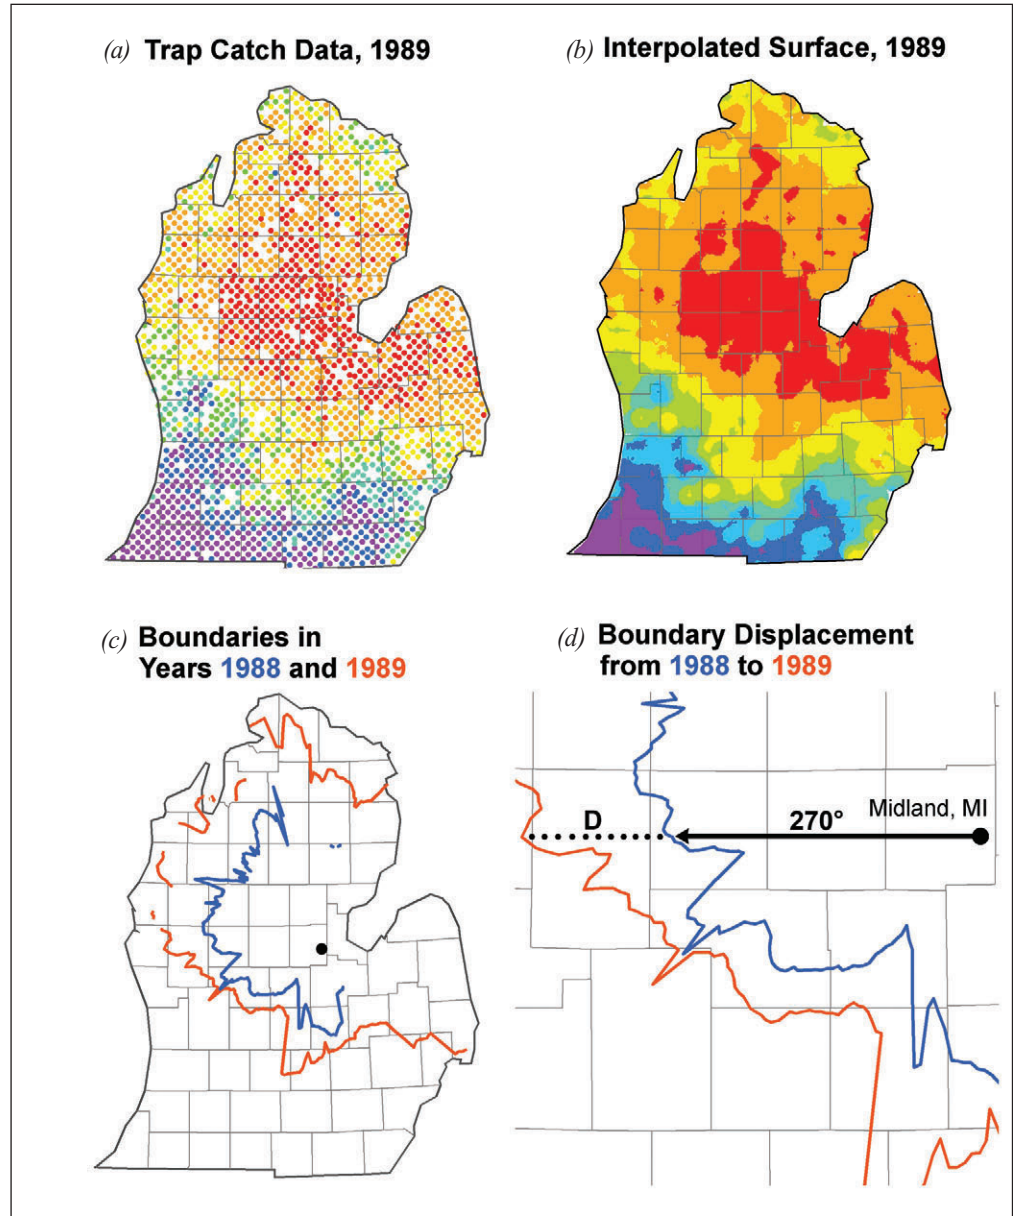 (a) Trap Catch Data, 1989
(b) Interpolated Surface, 1989
(c) Boundaries in
Years 1988 and 1989
(d) Boundary Displacement
from 1988 to 1989
Midland, MI
D
270°